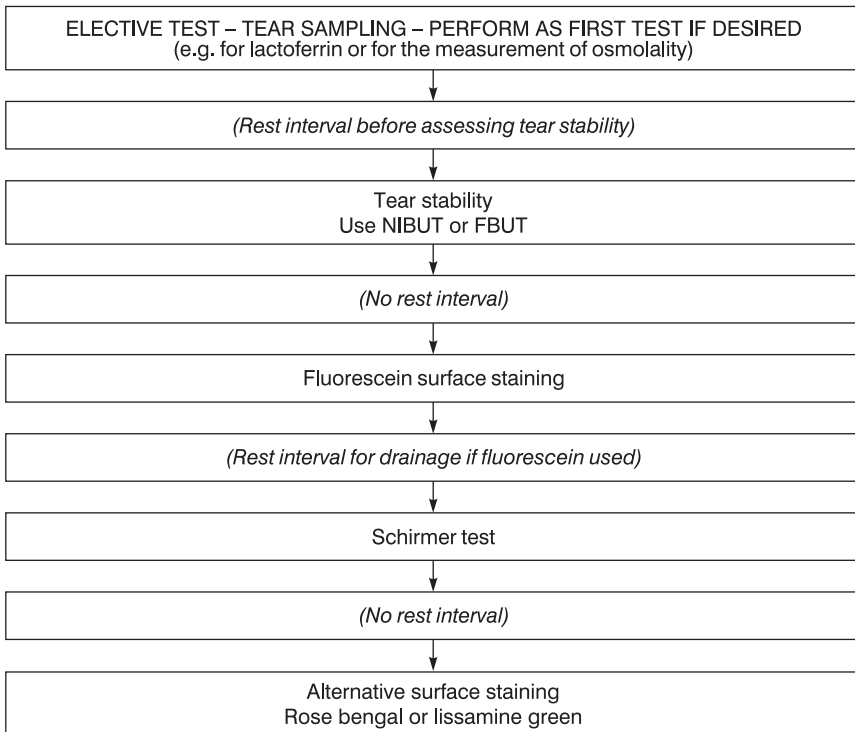 ELECTIVE TEST – TEAR SAMPLING – PERFORM AS FIRST TEST IF DESIRED
(e.g. for lactoferrin or for the measurement of osmolality)
(Rest interval before assessing tear stability)
Tear stability
Use NIBUT or FBUT
(No rest interval)
Fluorescein surface staining
(Rest interval for drainage if fluorescein used)
Schirmer test
(No rest interval)
Alternative surface staining
Rose bengal or lissamine green